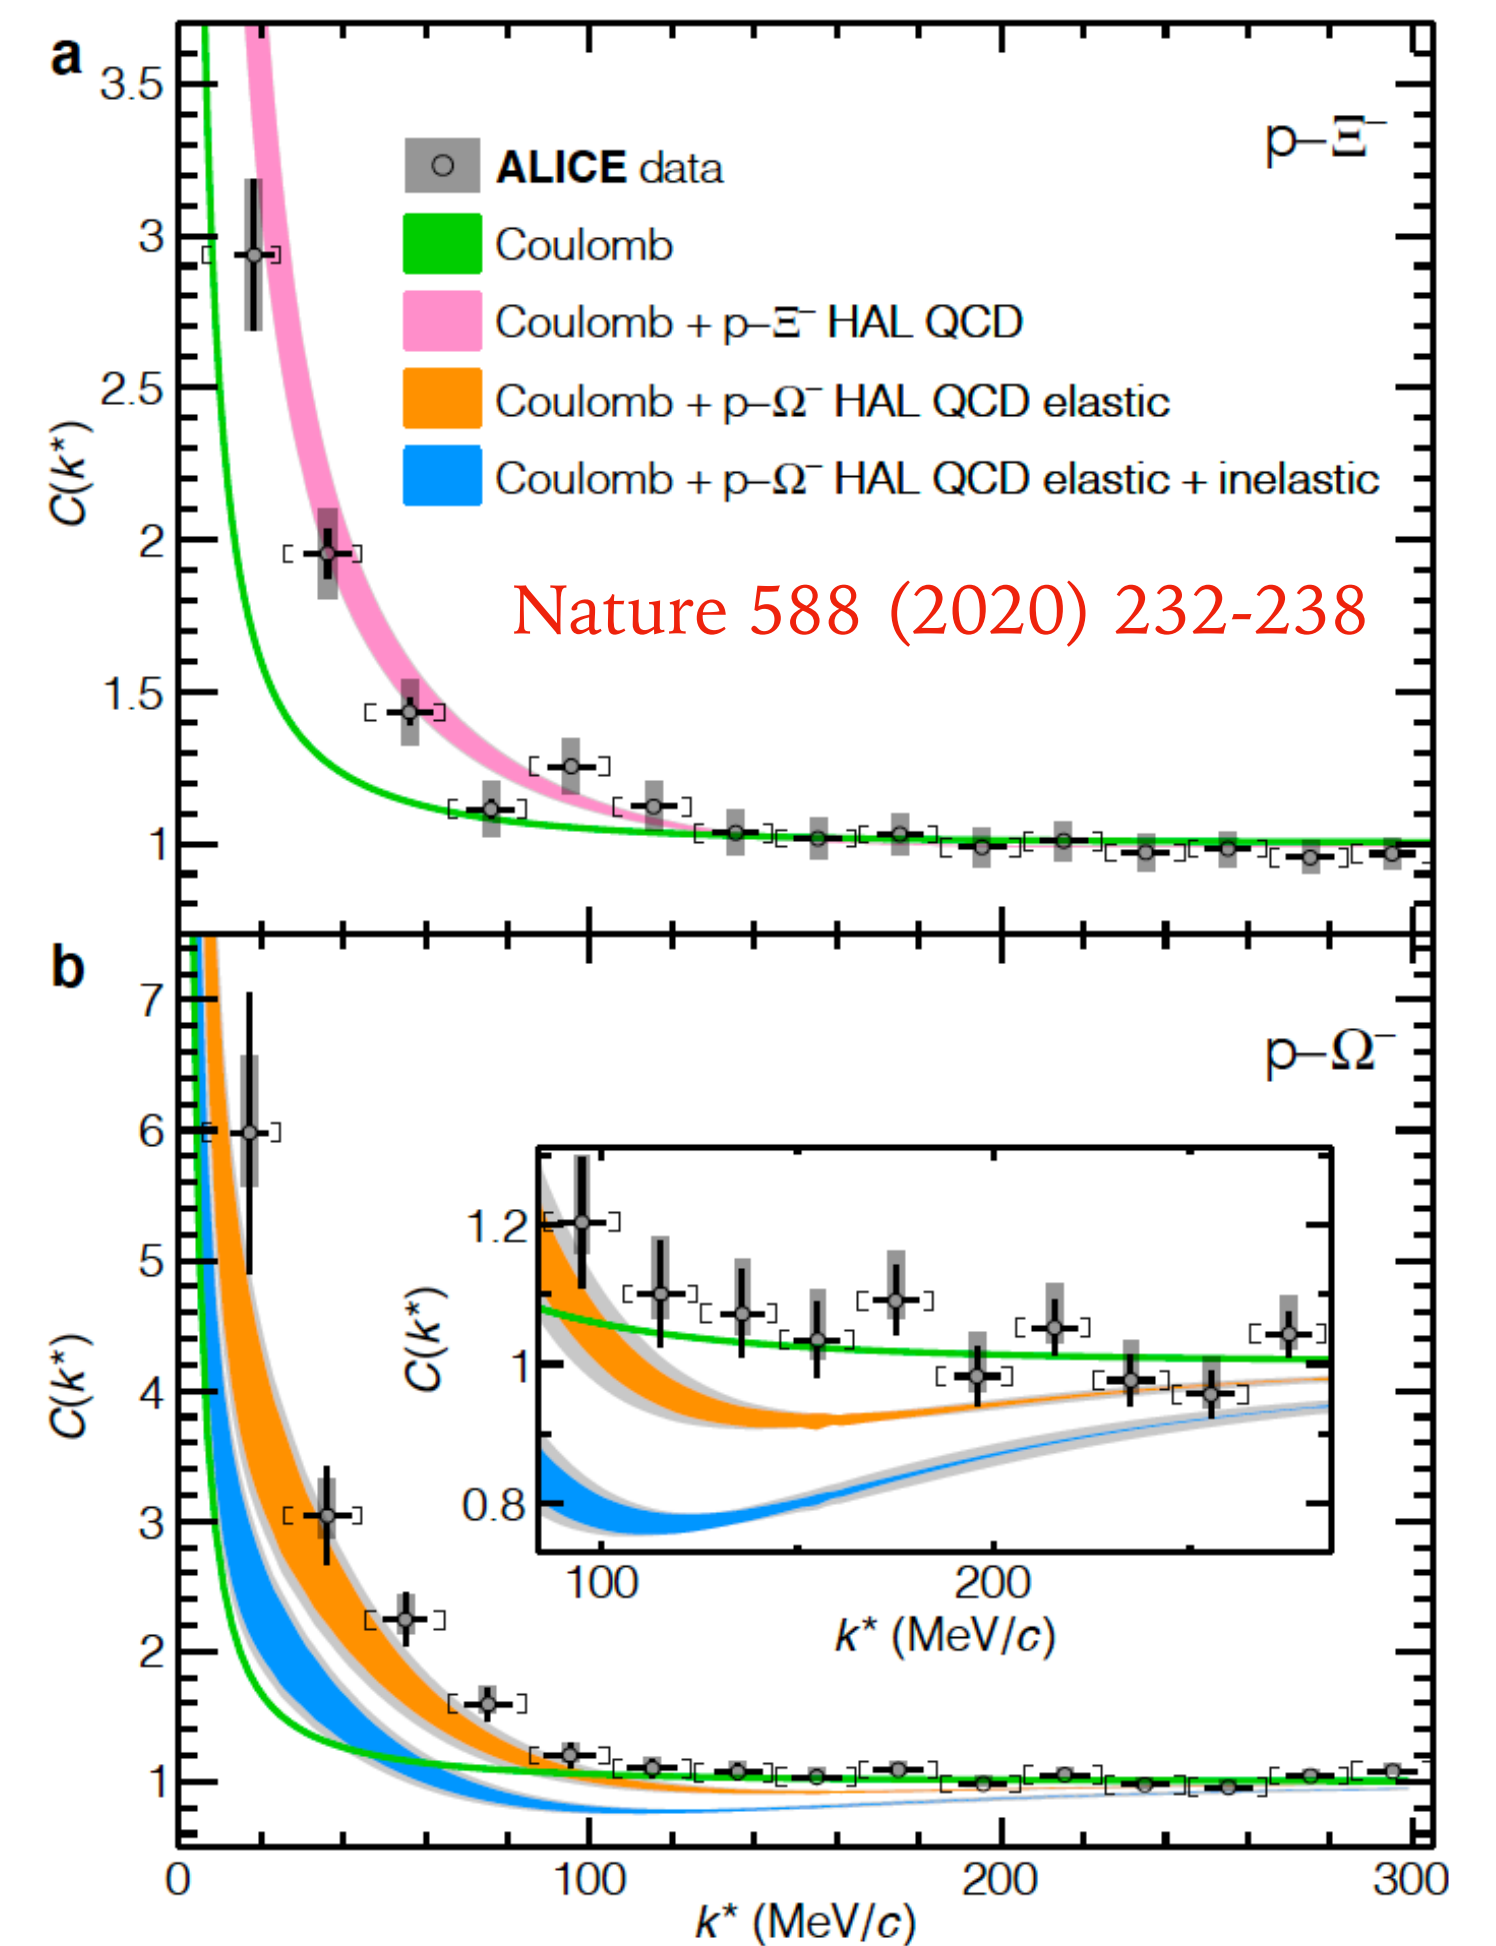 a
p–Ξ⁻
3.5
3
2.5
2
1.5
1
C(k*)
ALICE data
Coulomb
Coulomb + p–Ξ⁻ HAL QCD
Coulomb + p–Ω⁻ HAL QCD elastic
Coulomb + p–Ω⁻ HAL QCD elastic + inelastic
Nature 588 (2020) 232-238
b
p–Ω⁻
7
6
5
4
3
2
1
C(k*)
1.2
1
0.8
C(k*)
100 200
k* (MeV/c)
0 100 200 300
k* (MeV/c)